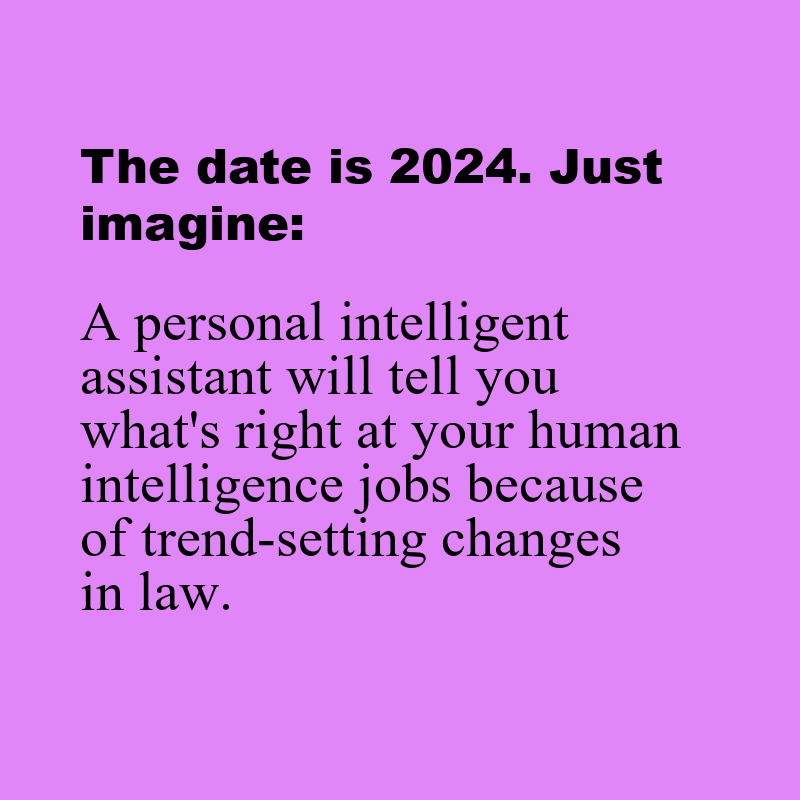 The date is 2024. Just
imagine:
A personal intelligent
assistant will tell you
what's right at your human
intelligence jobs because
of trend-setting changes
in law.